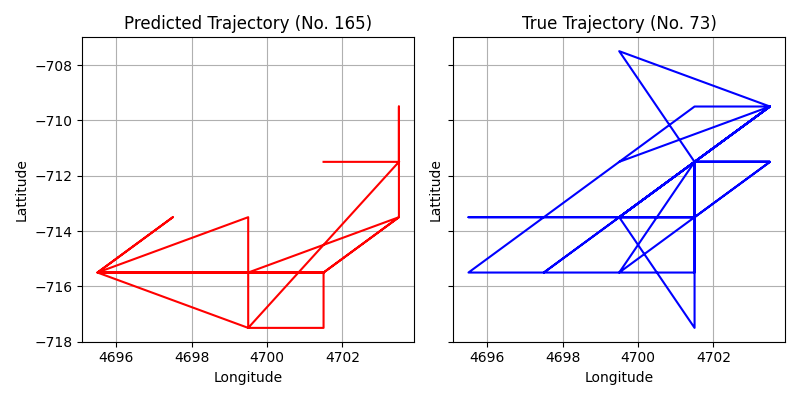 Predicted Trajectory (No. 165)
True Trajectory (No. 73)
Lattitude
−708
−710
−712
−714
−716
−718
4696
4698
4700
4702
Longitude
Lattitude
4696
4698
4700
4702
Longitude